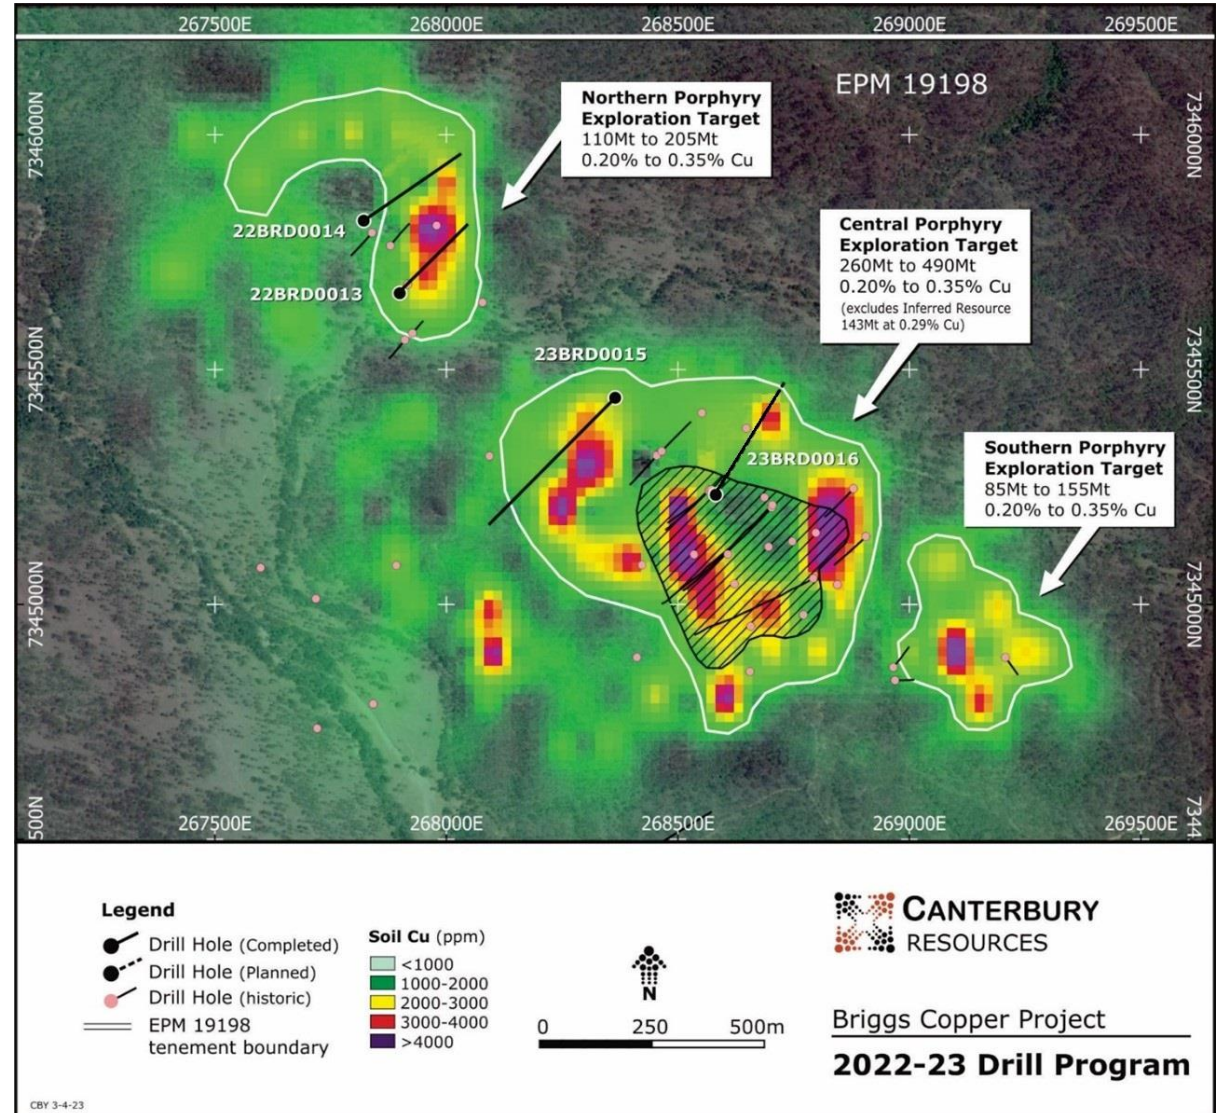 267500E 268000E 268500E 269000E 269500E
EPM 19198
7346000N
7346000N
Northern Porphyry
Exploration Target
110Mt to 205Mt
0.20% to 0.35% Cu
22BRD0014
22BRD0013
Central Porphyry
Exploration Target
260Mt to 490Mt
0.20% to 0.35% Cu
(excludes Inferred Resource
143Mt at 0.29% Cu)
7345500N
7345500N
23BRD0015
23BRD0016
Southern Porphyry
Exploration Target
85Mt to 155Mt
0.20% to 0.35% Cu
7345000N
7345000N
500N
7344
267500E 268000E 268500E 269000E 269500E
Legend
Drill Hole (Completed)
Drill Hole (Planned)
Drill Hole (historic)
EPM 19198
tenement boundary
Soil Cu (ppm)
<1000
1000-2000
2000-3000
3000-4000
>4000
N
0 250 500m
CANTERBURY
RESOURCES
Briggs Copper Project
2022-23 Drill Program
CBY 3-4-23